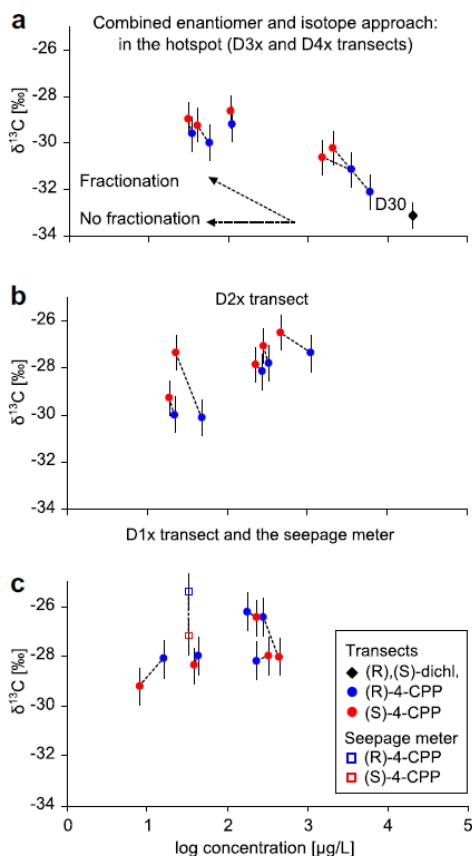 a
Combined enantiomer and isotope approach:
in the hotspot (D3x and D4x transects)
-26
-28
-30
-32
-34
δ13C [‰]
Fractionation
No fractionation
D30
b
D2x transect
-26
-28
-30
-32
-34
δ13C [‰]
D1x transect and the seepage meter
c
-26
-28
-30
-34
δ13C [‰]
Transects
(R),(S)-dichl.
(R)-4-CPP
(S)-4-CPP
Seepage meter
(R)-4-CPP
(S)-4-CPP
0 1 2 3 4 5
log concentration [µg/L]